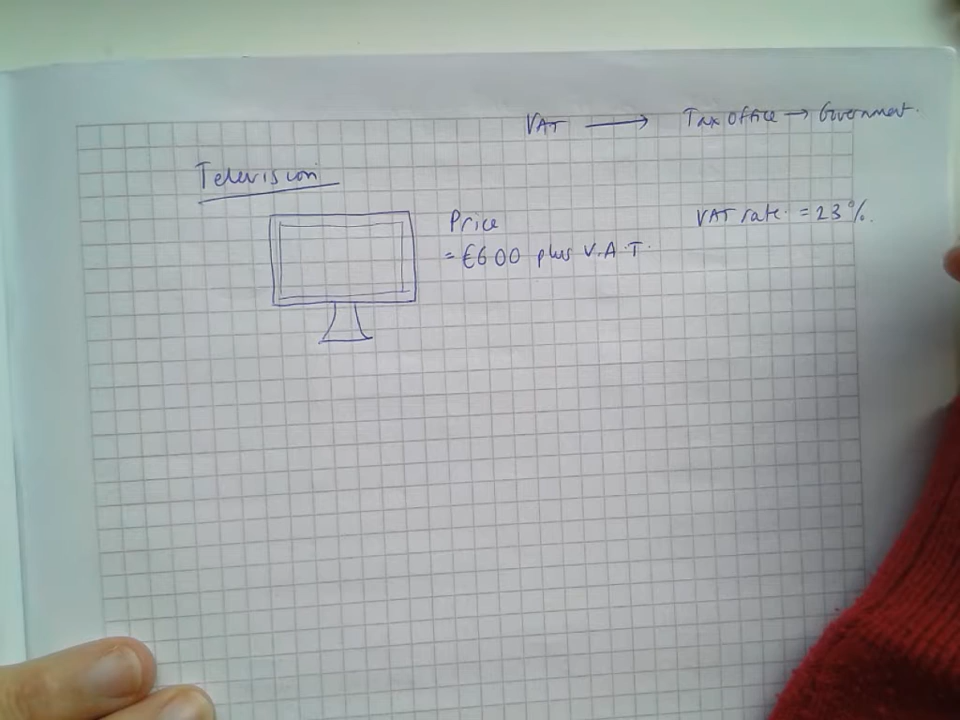 VAT → Tax Office → Government.
Television
Price
= €600 plus V.A.T.
VAT rate. = 23%.